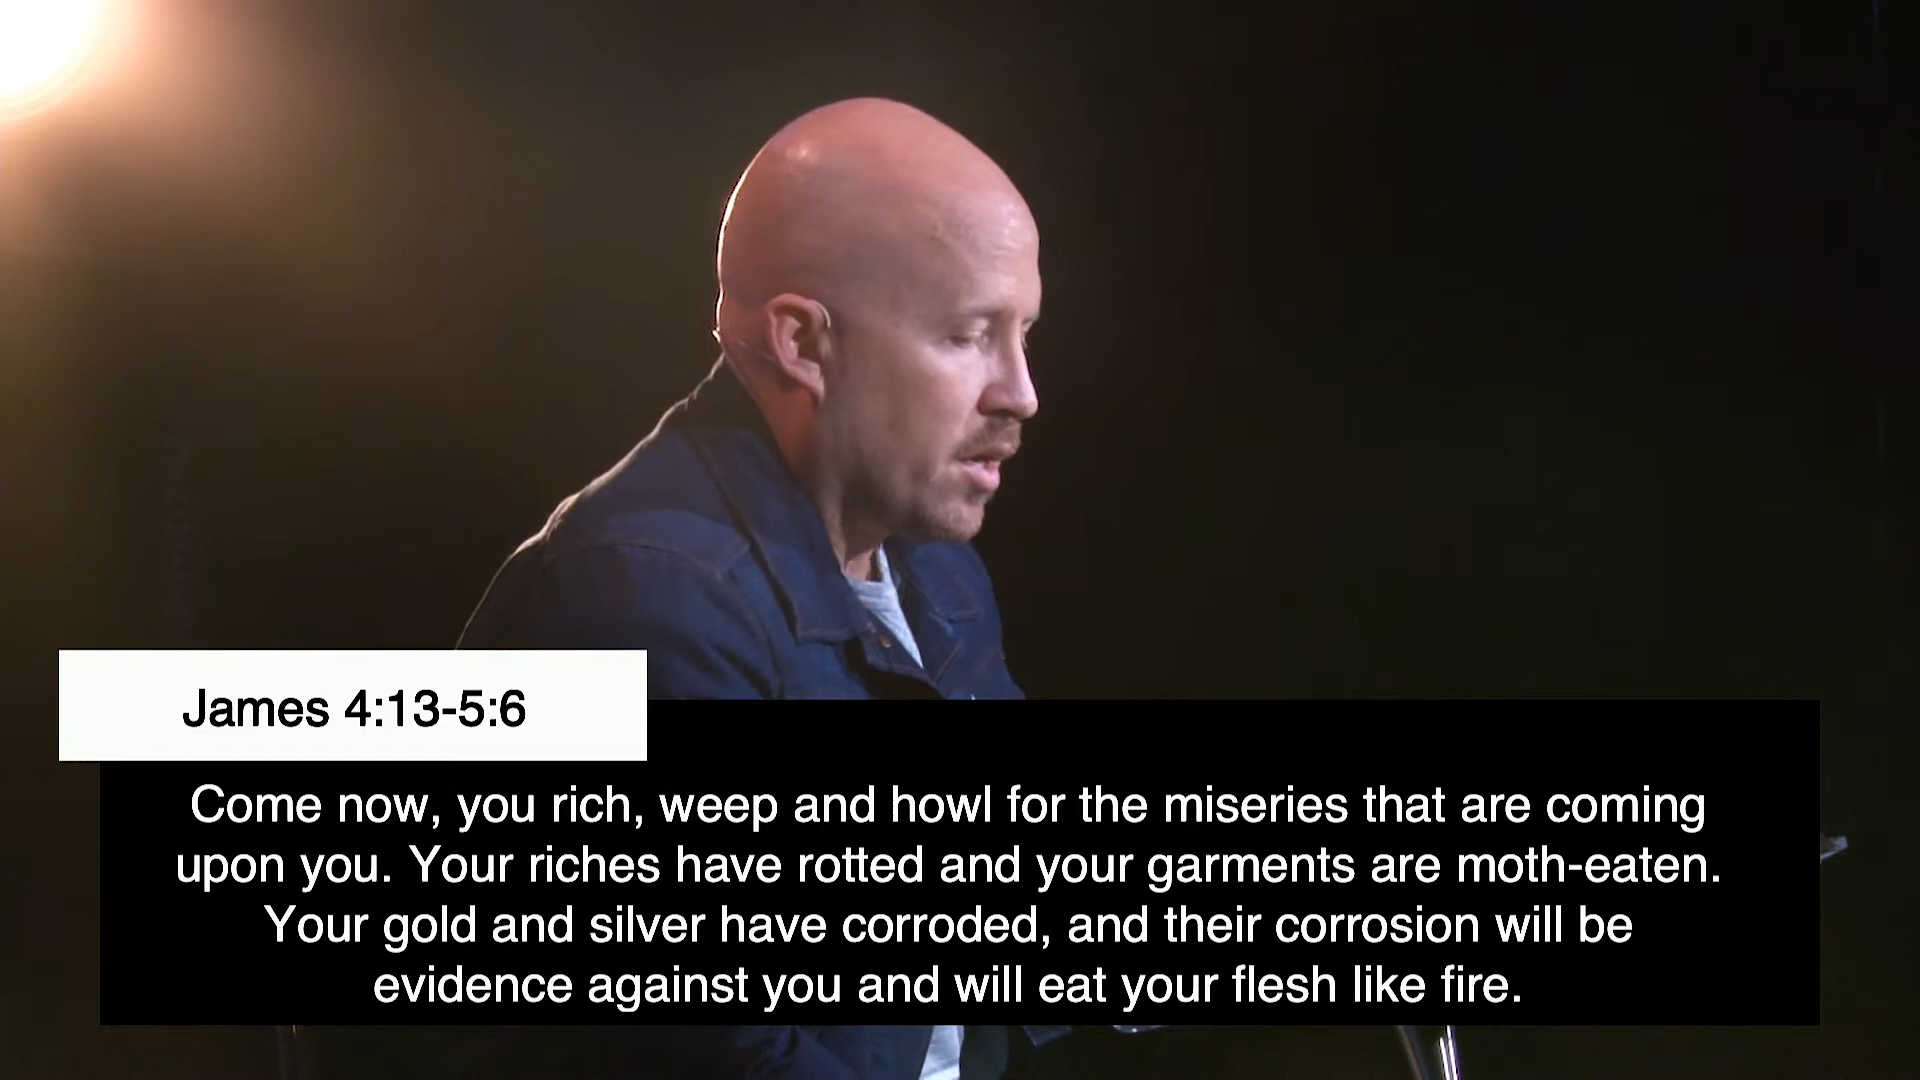 James 4:13-5:6
Come now, you rich, weep and howl for the miseries that are coming
upon you. Your riches have rotted and your garments are moth-eaten.
Your gold and silver have corroded, and their corrosion will be
evidence against you and will eat your flesh like fire.